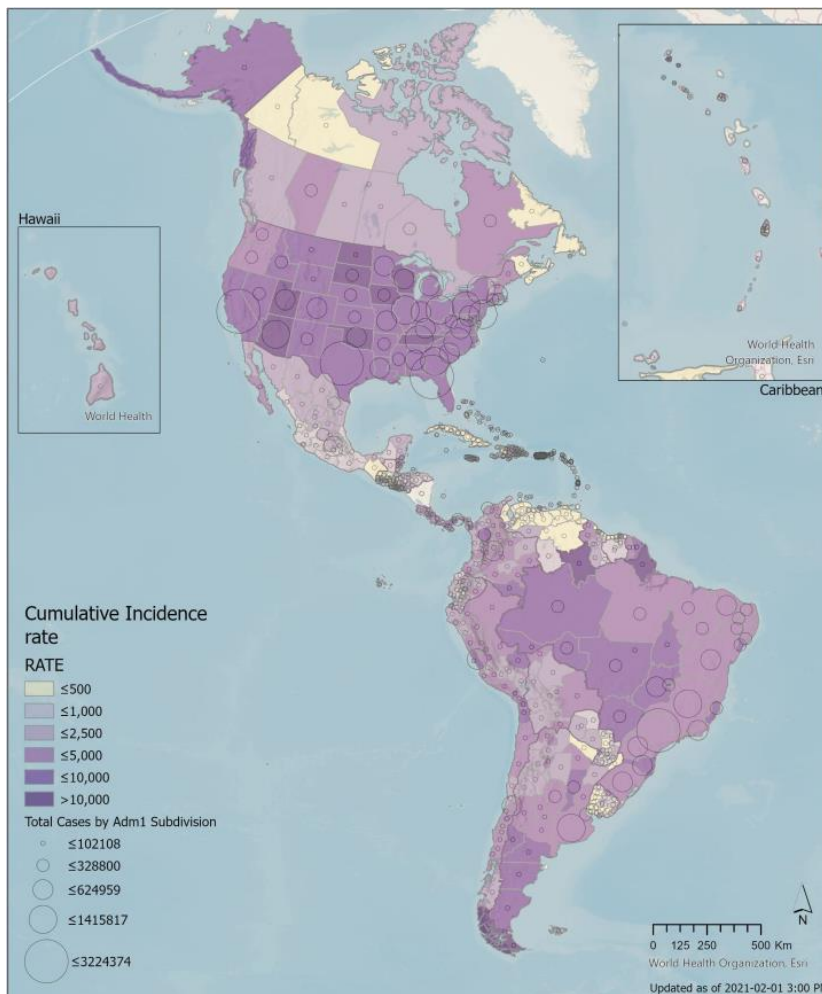 World Health
Organization, Esri
Caribbean
Hawaii
World Health
Cumulative Incidence
rate
RATE
≤500
≤1,000
≤2,500
≤5,000
≤10,000
>10,000
Total Cases by Adm1 Subdivision
≤102108
≤328800
≤624959
≤1415817
≤3224374
N
0 125 250 500 Km
World Health Organization, Esri
Updated as of 2021-02-01 3:00 PM